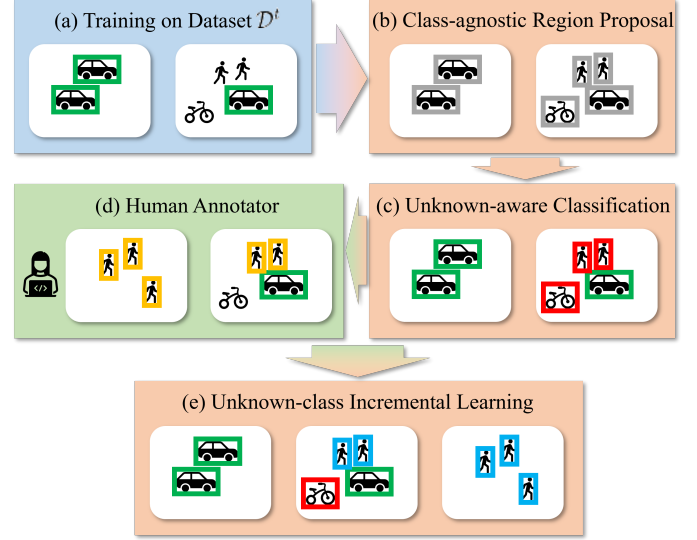 (a) Training on Dataset 𝒟ᵗ
(b) Class-agnostic Region Proposal
(d) Human Annotator
(c) Unknown-aware Classification
</>
(e) Unknown-class Incremental Learning